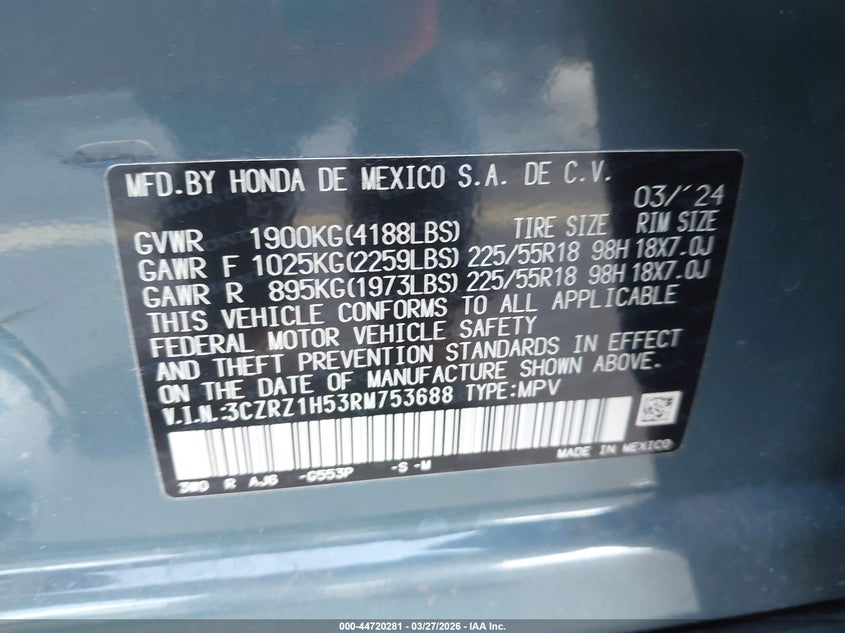 MFD.BY HONDA DE MEXICO S.A. DE C.V.
03/'24
GVWR 1900KG(4188LBS) TIRE SIZE RIM SIZE
GAWR F 1025KG(2259LBS) 225/55R18 98H 18X7.0J
GAWR R 895KG(1973LBS) 225/55R18 98H 18X7.0J
THIS VEHICLE CONFORMS TO ALL APPLICABLE
FEDERAL MOTOR VEHICLE SAFETY
AND THEFT PREVENTION STANDARDS IN EFFECT
ON THE DATE OF MANUFACTURE SHOWN ABOVE.
V.I.N.:3CZRZ1H53RM753688 TYPE:MPV
MADE IN MEXICO
3W0 R AJ6 -G553P -S -M
000-44720281 - 03/27/2026 - IAA Inc.